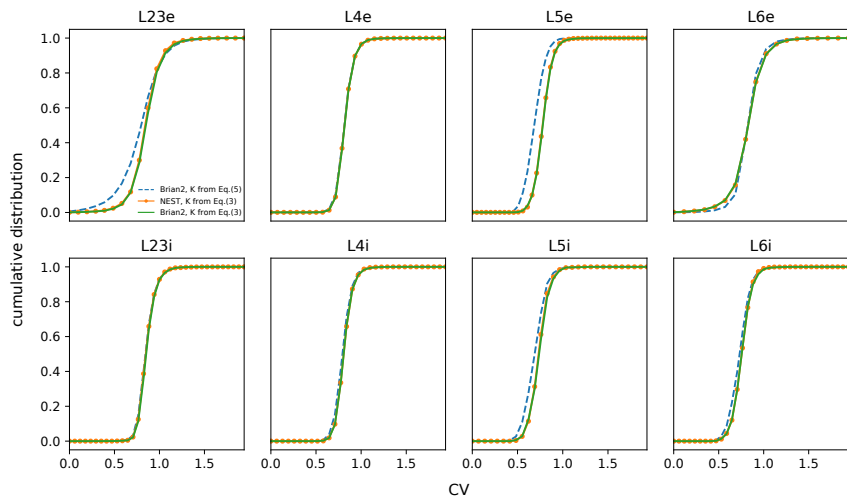 L23e L4e L5e L6e
1.0
0.8
0.6
0.4
0.2
0.0
Brian2, K from Eq.(5)
NEST, K from Eq.(3)
Brian2, K from Eq.(3)
cumulative distribution
L23i L4i L5i L6i
1.0
0.8
0.6
0.4
0.2
0.0
0.0 0.5 1.0 1.5 0.0 0.5 1.0 1.5 0.0 0.5 1.0 1.5 0.0 0.5 1.0 1.5
CV